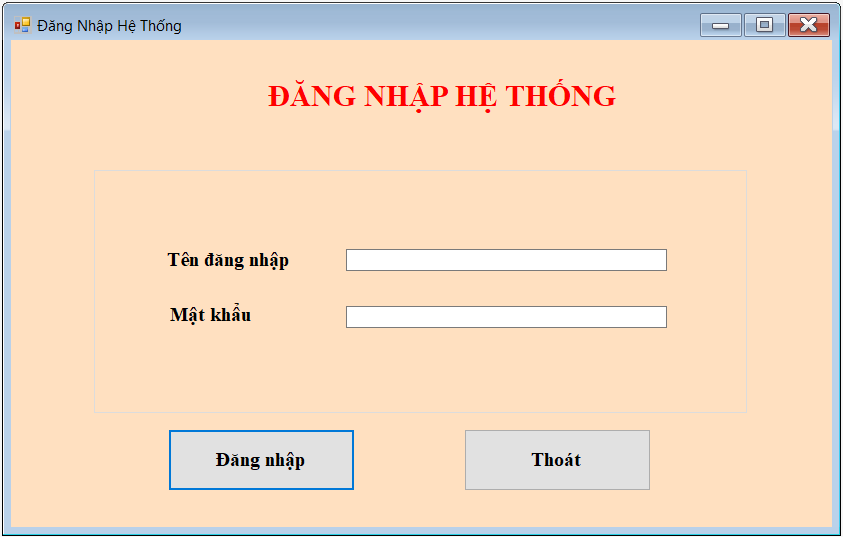 Đăng Nhập Hệ Thống
ĐĂNG NHẬP HỆ THỐNG
Tên đăng nhập
Mật khẩu
Đăng nhập
Thoát